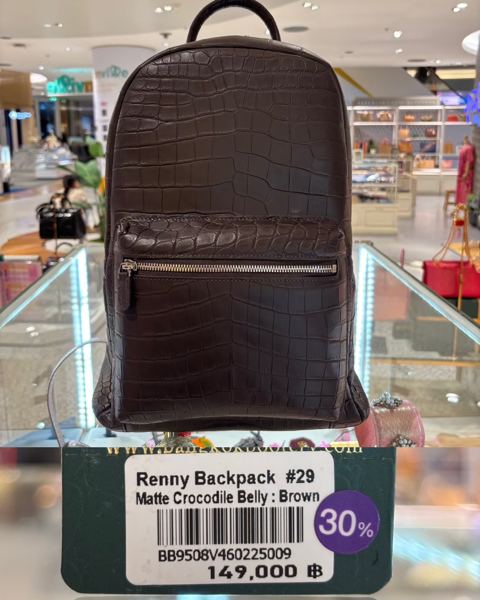 Renny Backpack #29
Matte Crocodile Belly : Brown
30%
BB9508V460225009
149,000 ฿